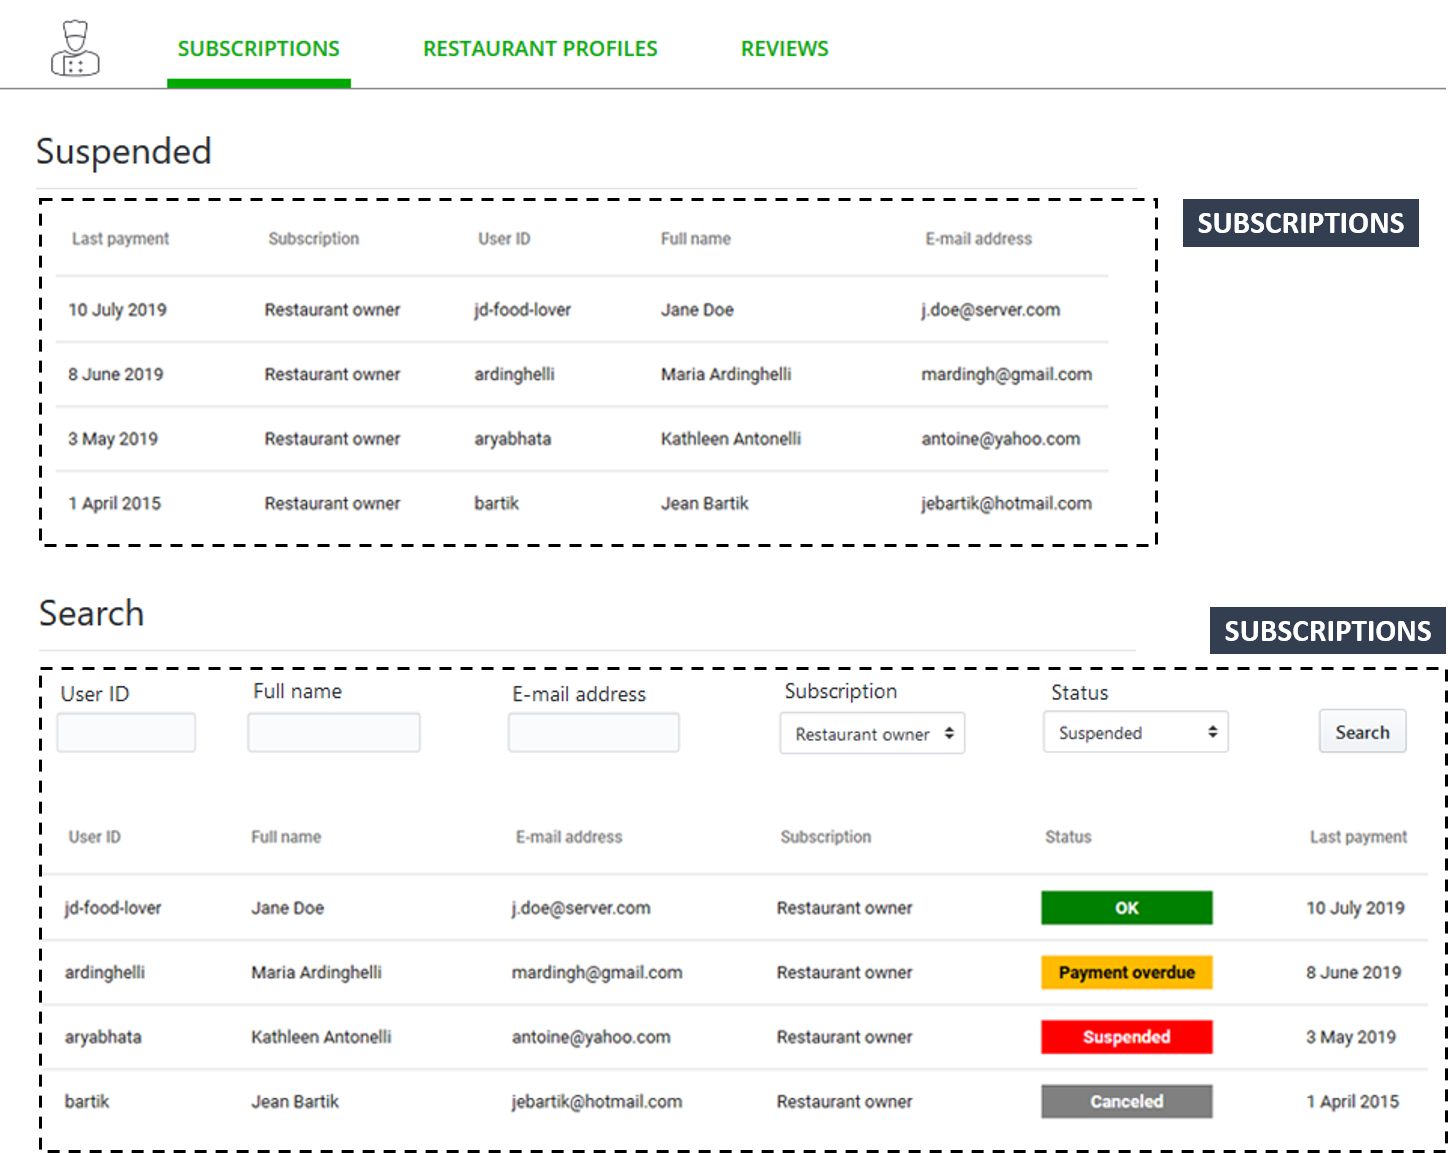 SUBSCRIPTIONS RESTAURANT PROFILES REVIEWS
Suspended
SUBSCRIPTIONS
Last payment Subscription User ID Full name E-mail address
10 July 2019 Restaurant owner jd-food-lover Jane Doe j.doe@server.com
8 June 2019 Restaurant owner ardinghelli Maria Ardinghelli mardingh@gmail.com
3 May 2019 Restaurant owner aryabhata Kathleen Antonelli antoine@yahoo.com
1 April 2015 Restaurant owner bartik Jean Bartik jebartik@hotmail.com
Search
SUBSCRIPTIONS
User ID Full name E-mail address Subscription Status
Restaurant owner Suspended Search
User ID Full name E-mail address Subscription Status Last payment
jd-food-lover Jane Doe j.doe@server.com Restaurant owner OK 10 July 2019
ardinghelli Maria Ardinghelli mardingh@gmail.com Restaurant owner Payment overdue 8 June 2019
aryabhata Kathleen Antonelli antoine@yahoo.com Restaurant owner Suspended 3 May 2019
bartik Jean Bartik jebartik@hotmail.com Restaurant owner Canceled 1 April 2015